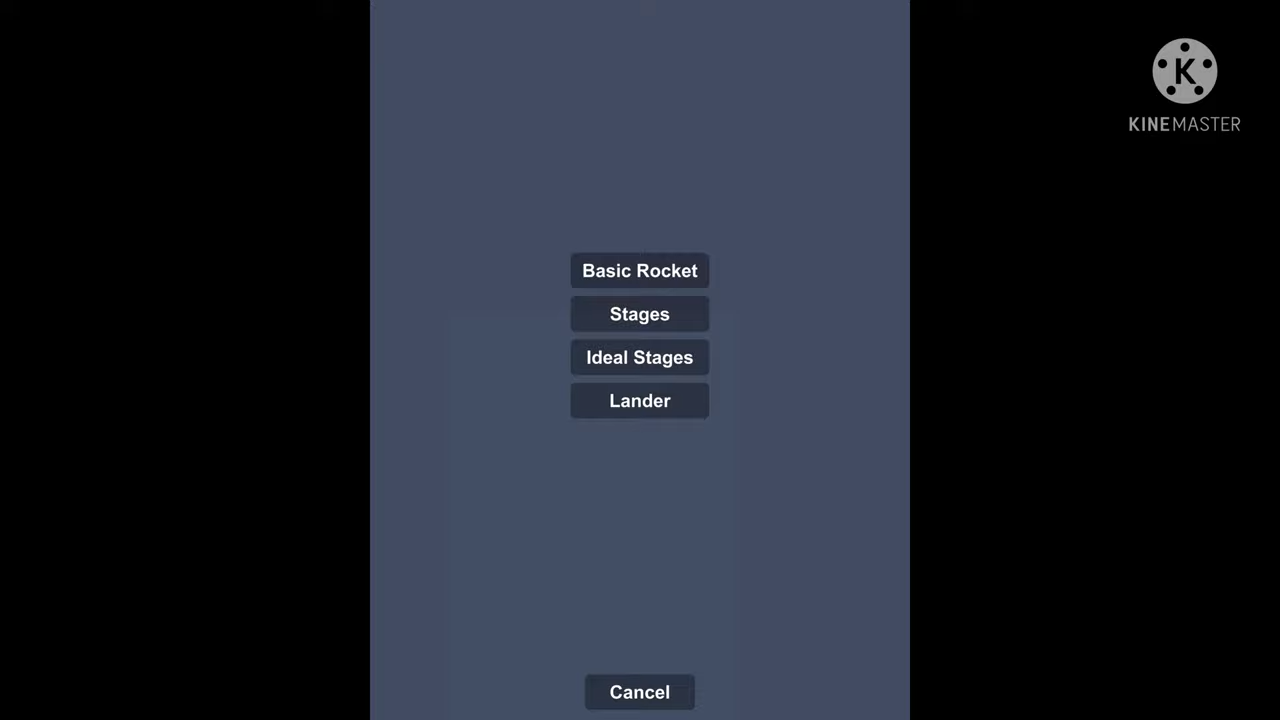 K
KINEMASTER
Basic Rocket
Stages
Ideal Stages
Lander
Cancel